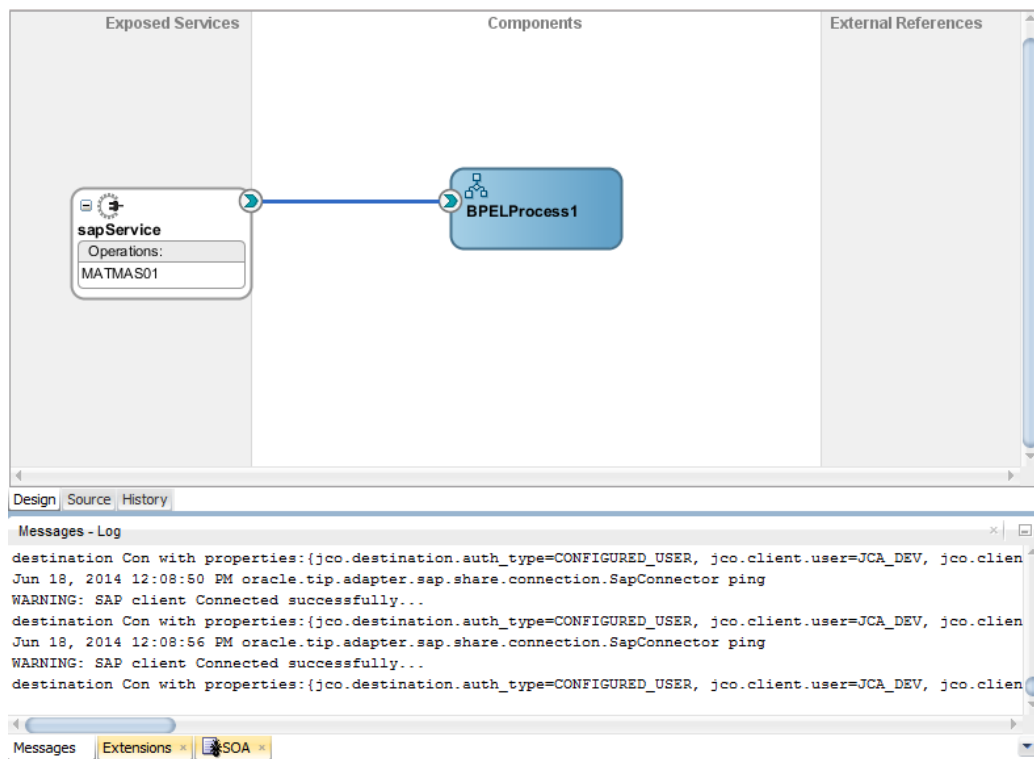 Exposed Services
Components
External References
sapService
Operations:
MATMAS01
BPELProcess1
Design Source History
Messages - Log
destination Con with properties:{jco.destination.auth_type=CONFIGURED_USER, jco.client.user=JCA_DEV, jco.clien
Jun 18, 2014 12:08:50 PM oracle.tip.adapter.sap.share.connection.SapConnector ping
WARNING: SAP client Connected successfully...
destination Con with properties:{jco.destination.auth_type=CONFIGURED_USER, jco.client.user=JCA_DEV, jco.clien
Jun 18, 2014 12:08:56 PM oracle.tip.adapter.sap.share.connection.SapConnector ping
WARNING: SAP client Connected successfully...
destination Con with properties:{jco.destination.auth_type=CONFIGURED_USER, jco.client.user=JCA_DEV, jco.clien
Messages Extensions SOA